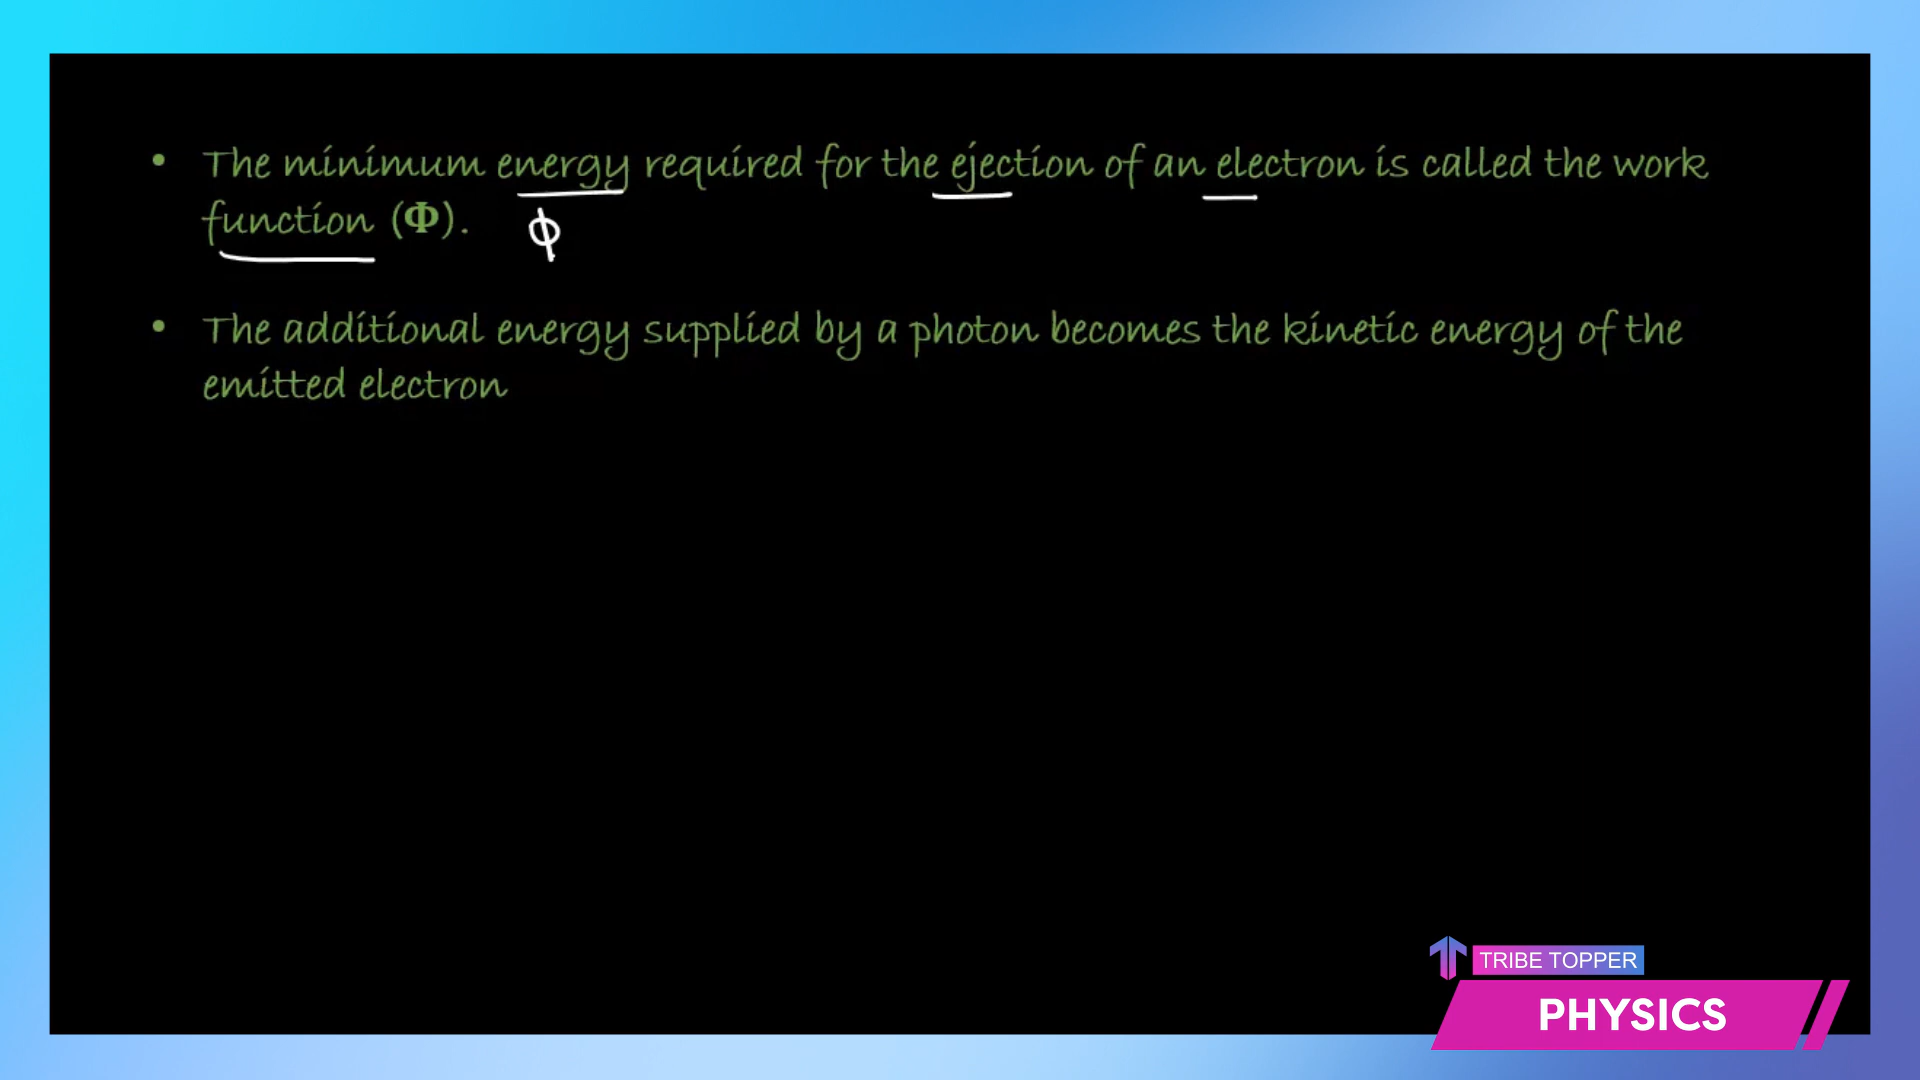 • The minimum energy required for the ejection of an electron is called the work
function (Φ).
ϕ
• The additional energy supplied by a photon becomes the kinetic energy of the
emitted electron
TRIBE TOPPER
PHYSICS